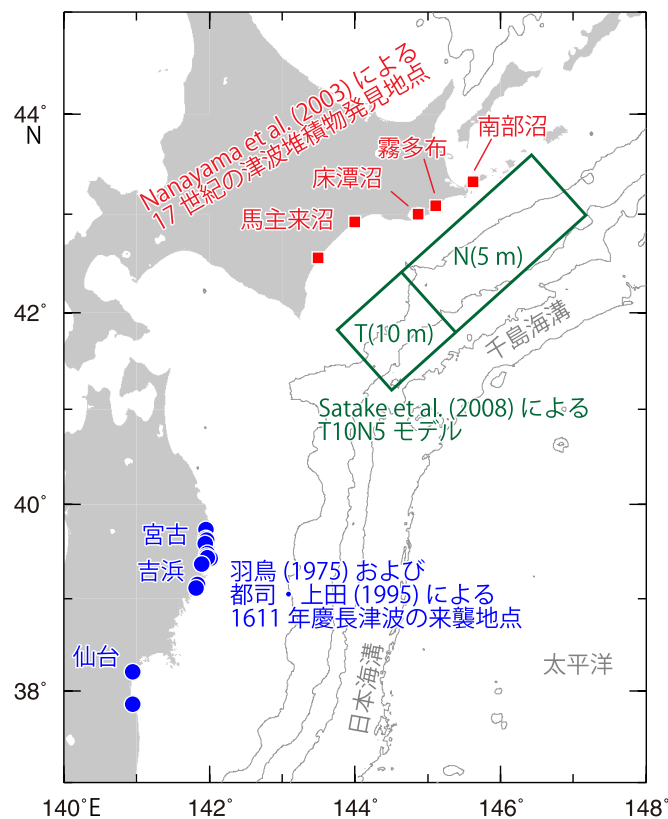 44°
N
42°
40°
38°
140°E
142°
144°
146°
148°
Nanayama et al. (2003) による
17 世紀の津波堆積物発見地点
南部沼
霧多布
床潭沼
馬主来沼
N(5 m)
T(10 m)
千島海溝
Satake et al. (2008) による
T10N5 モデル
宮古
吉浜
羽鳥 (1975) および
都司・上田 (1995) による
1611 年慶長津波の来襲地点
仙台
日本海溝
太平洋